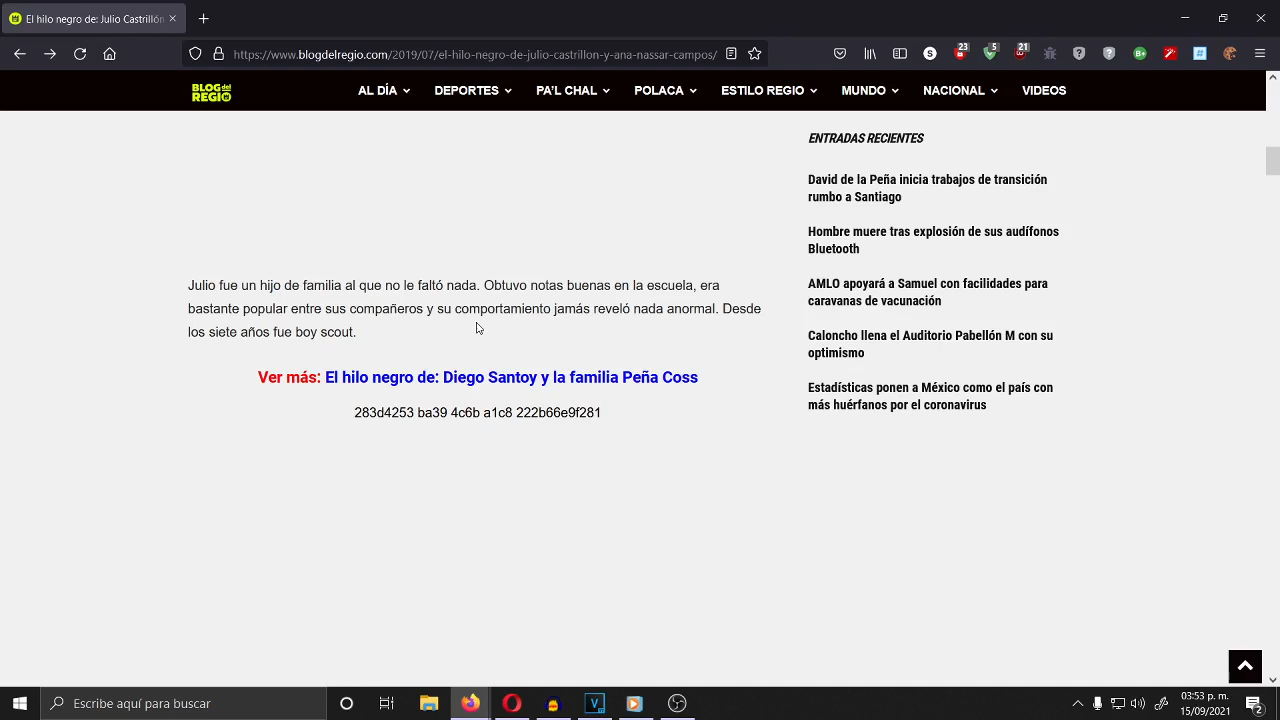 El hilo negro de: Julio Castrillón
https://www.blogdelregio.com/2019/07/el-hilo-negro-de-julio-castrillon-y-ana-nassar-campos/
23
5
21
BLOG del REGIO
AL DÍA
DEPORTES
PA'L CHAL
POLACA
ESTILO REGIO
MUNDO
NACIONAL
VIDEOS
Julio fue un hijo de familia al que no le faltó nada. Obtuvo notas buenas en la escuela, era
bastante popular entre sus compañeros y su comportamiento jamás reveló nada anormal. Desde
los siete años fue boy scout.
Ver más: El hilo negro de: Diego Santoy y la familia Peña Coss
283d4253 ba39 4c6b a1c8 222b66e9f281
ENTRADAS RECIENTES
David de la Peña inicia trabajos de transición
rumbo a Santiago
Hombre muere tras explosión de sus audífonos
Bluetooth
AMLO apoyará a Samuel con facilidades para
caravanas de vacunación
Caloncho llena el Auditorio Pabellón M con su
optimismo
Estadísticas ponen a México como el país con
más huérfanos por el coronavirus
Escribe aquí para buscar
03:53 p. m.
15/09/2021
2